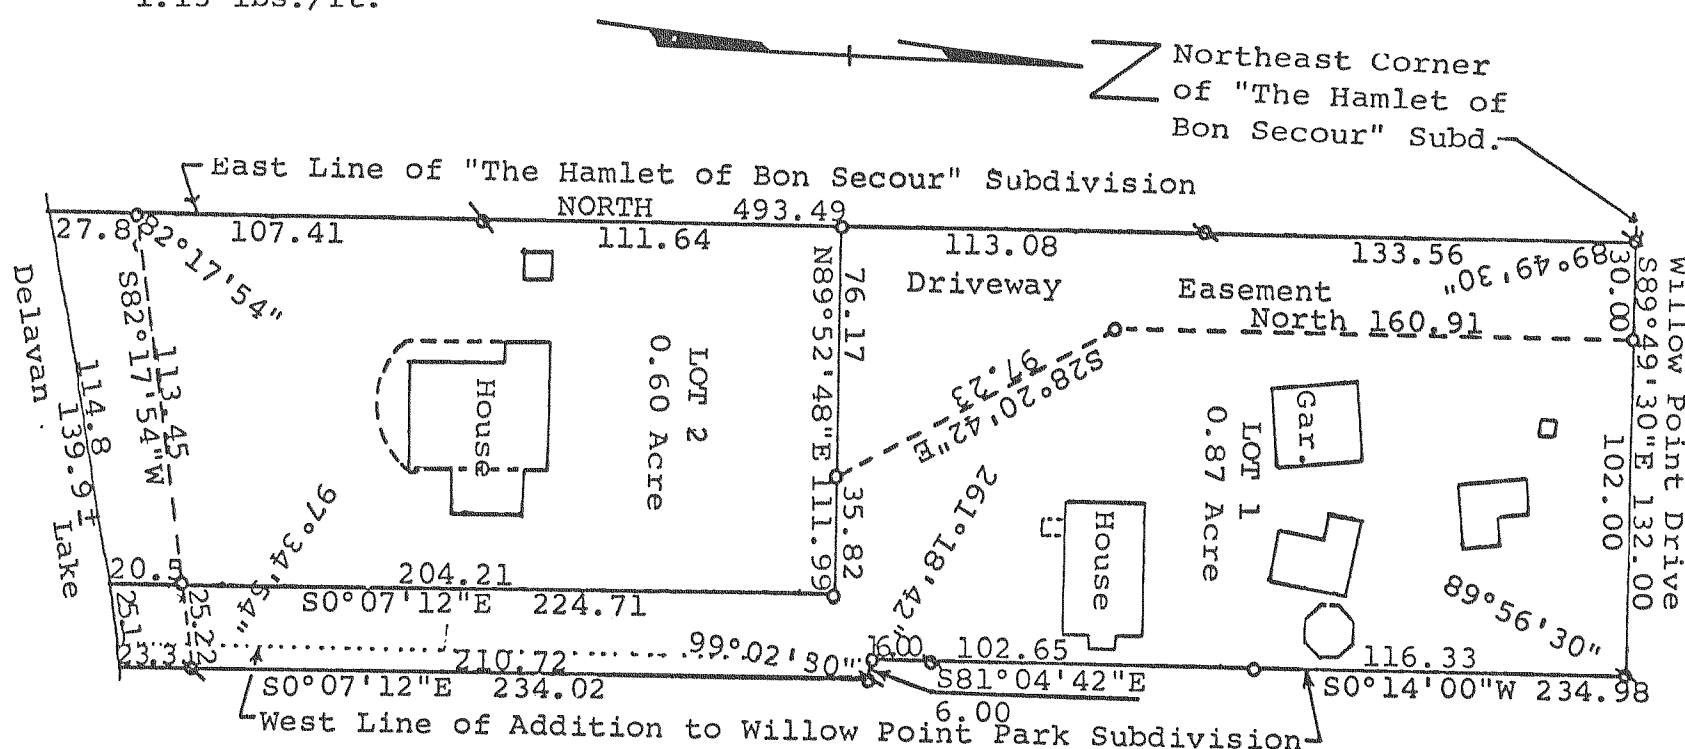 1.13 lbs./ft.
Z
Northeast Corner
of "The Hamlet of
Bon Secour" Subd.
East Line of "The Hamlet of Bon Secour" Subdivision
NORTH 493.49
27.8
107.41
111.64
113.08
133.56
82°17'54"
89°49'30"
30.00
Driveway
Easement
North 160.91
N89°52'48"E 111.99
76.17
35.82
S28°20'42"E
97.23
S82°17'54"W
113.45
Delavan
Lake
114.8
139.9±
LOT 2
0.60 Acre
House
97°34'54"
261°18'42"
LOT 1
0.87 Acre
Gar.
House
102.00
S89°49'30"E 132.00
Willow Point Drive
89°56'30"
20.5
204.21
S0°07'12"E 224.71
25.1
25.22
23.3
210.72
99°02'30"
S0°07'12"E 234.02
16.00
102.65
116.33
S81°04'42"E
6.00
S0°14'00"W 234.98
West Line of Addition to Willow Point Park Subdivision